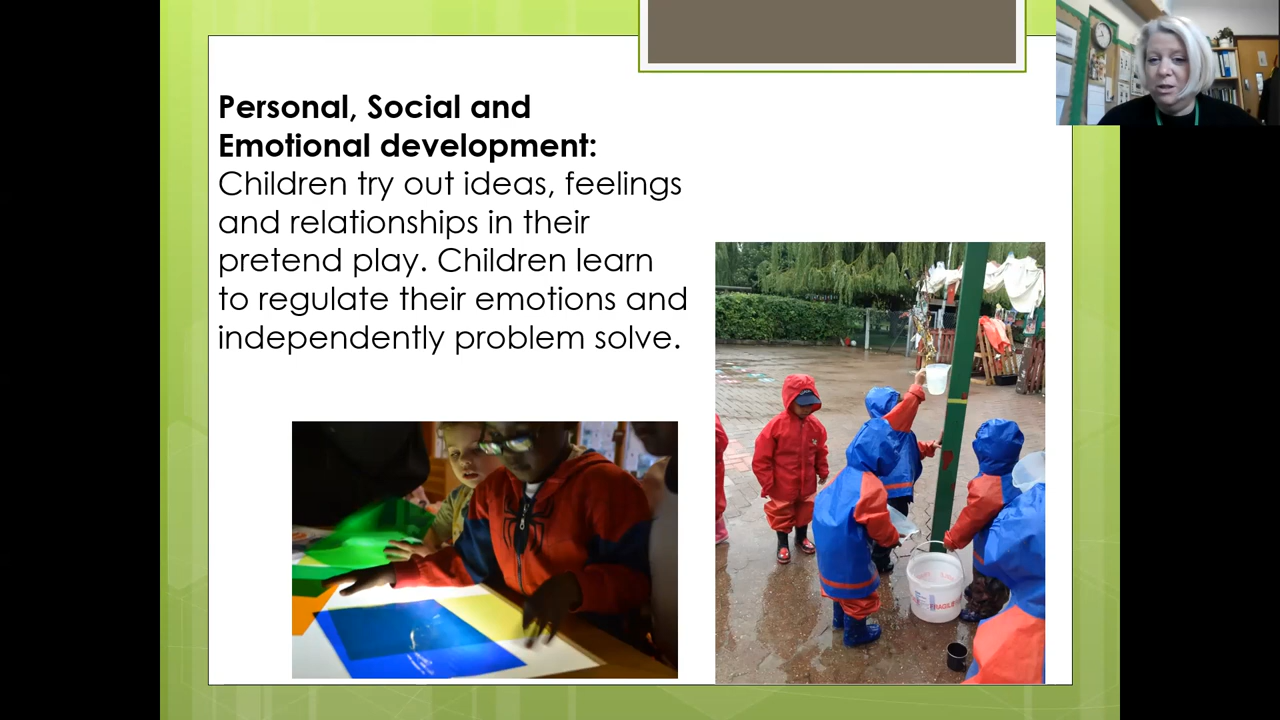 Personal, Social and
Emotional development:
Children try out ideas, feelings
and relationships in their
pretend play. Children learn
to regulate their emotions and
independently problem solve.
FRAGILE